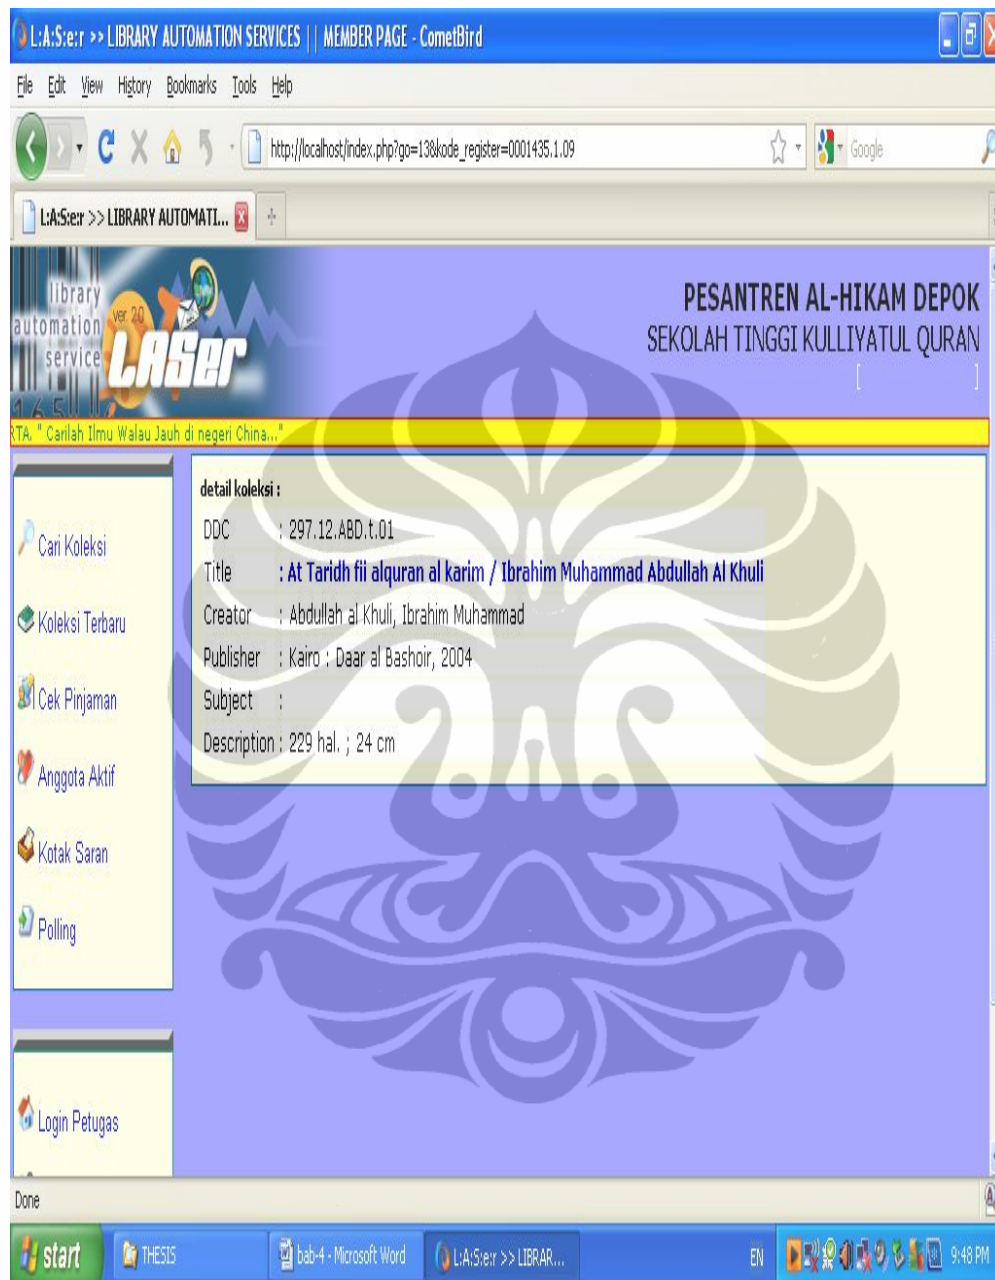 L:A:S:e:r >> LIBRARY AUTOMATION SERVICES || MEMBER PAGE - CometBird
File Edit View History Bookmarks Tools Help
http://localhost/index.php?go=13&kode_register=0001435.1.09
Google
L:A:S:e:r >> LIBRARY AUTOMATI...
library
automation
service
ver 2.0
LASer
165
PESANTREN AL-HIKAM DEPOK
SEKOLAH TINGGI KULLIYATUL QURAN
[ ]
RTA. " Carilah Ilmu Walau Jauh di negeri China..."
Cari Koleksi
Koleksi Terbaru
Cek Pinjaman
Anggota Aktif
Kotak Saran
Polling
Login Petugas
detail koleksi :
DDC : 297.12.ABD.t.01
Title : At Taridh fii alquran al karim / Ibrahim Muhammad Abdullah Al Khuli
Creator : Abdullah al Khuli, Ibrahim Muhammad
Publisher : Kairo : Daar al Bashoir, 2004
Subject :
Description : 229 hal. ; 24 cm
Done
start THESIS bab-4 - Microsoft Word L:A:S:e:r >> LIBRAR... EN 9:48 PM